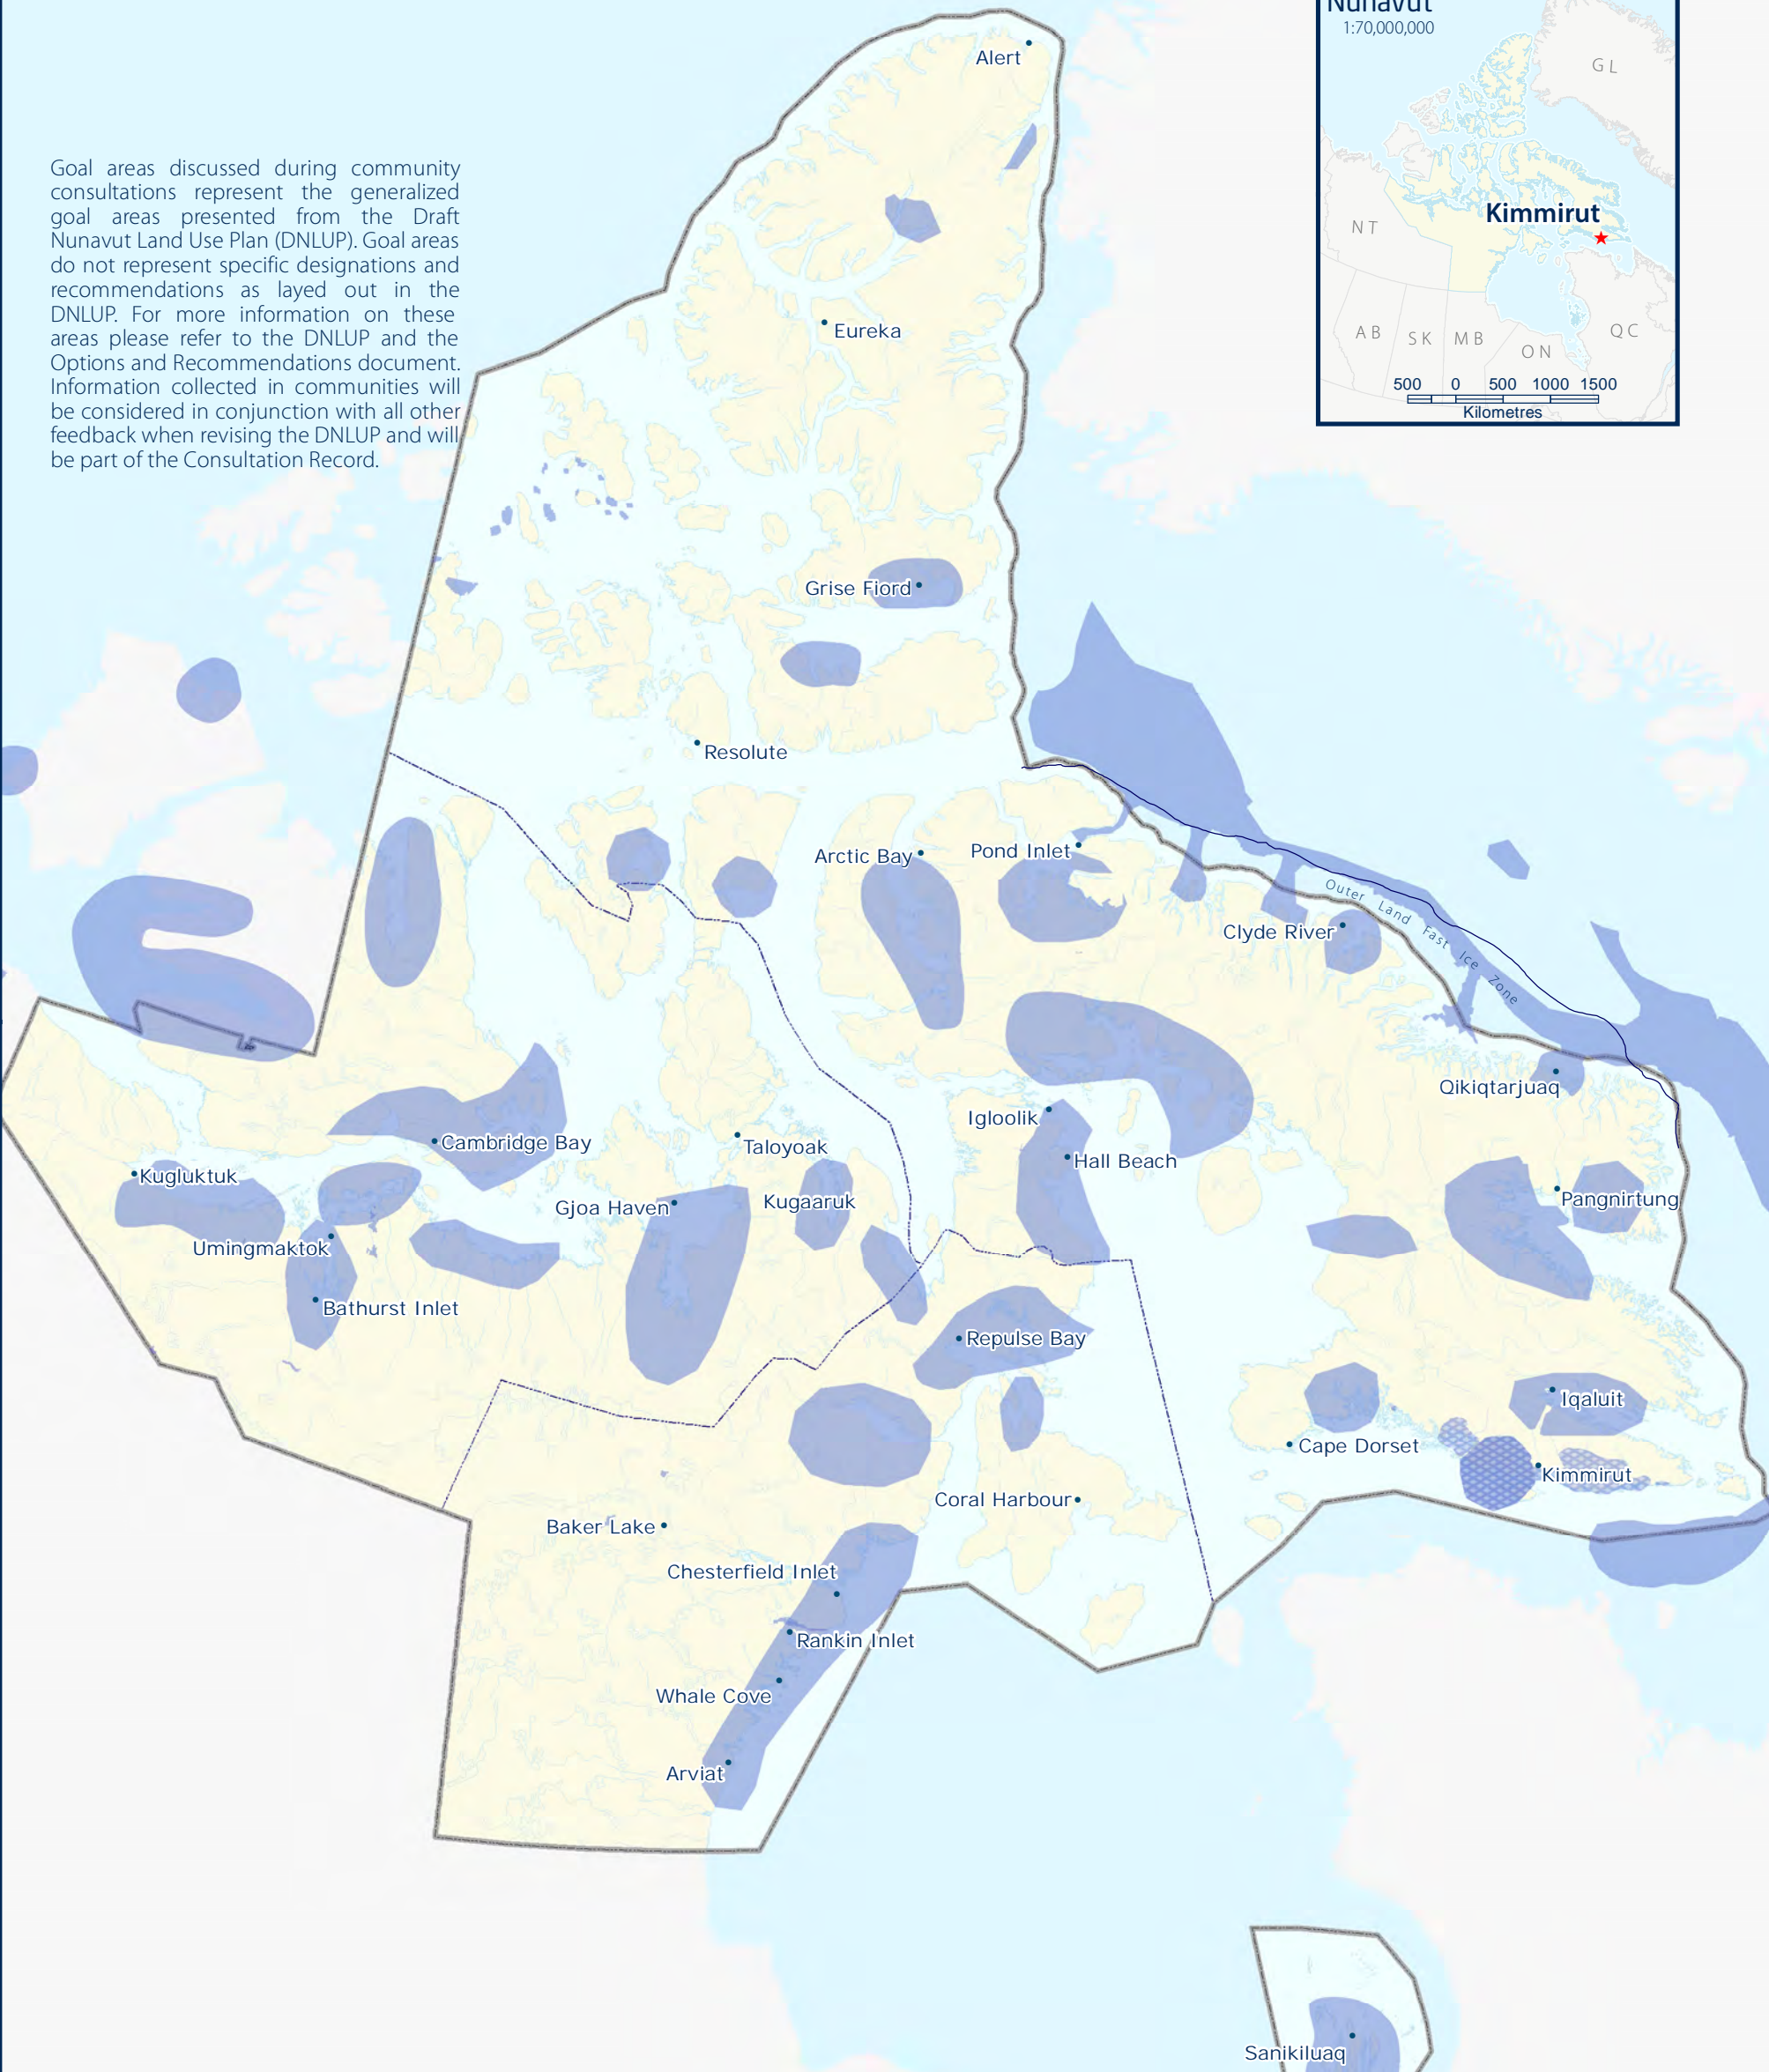 Nunavut
1:70,000,000
GL
NT
Kimmirut
AB
SK
MB
ON
QC
500 0 500 1000 1500
Kilometres
Goal areas discussed during community
consultations represent the generalized
goal areas presented from the Draft
Nunavut Land Use Plan (DNLUP). Goal areas
do not represent specific designations and
recommendations as layed out in the
DNLUP. For more information on these
areas please refer to the DNLUP and the
Options and Recommendations document.
Information collected in communities will
be considered in conjunction with all other
feedback when revising the DNLUP and will
be part of the Consultation Record.
Alert
Eureka
Grise Fiord
Resolute
Arctic Bay
Pond Inlet
Outer Land Fast Ice Zone
Clyde River
Qikiqtarjuaq
Igloolik
Cambridge Bay
Taloyoak
Hall Beach
Kugluktuk
Kugaaruk
Pangnirtung
Gjoa Haven
Umingmaktok
Bathurst Inlet
Repulse Bay
Iqaluit
Cape Dorset
Kimmirut
Coral Harbour
Baker Lake
Chesterfield Inlet
Rankin Inlet
Whale Cove
Arviat
Sanikiluaq